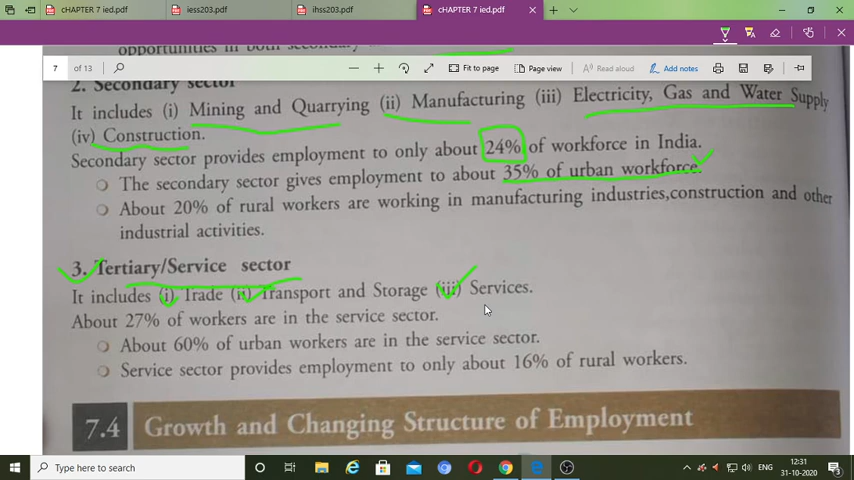 cHAPTER 7 ied.pdf
iess203.pdf
ihss203.pdf
cHAPTER 7 ied.pdf
opportunities in both secondary
7 of 13
Fit to page
Page view
Read aloud
Add notes
2. Secondary sector
It includes (i) Mining and Quarrying (ii) Manufacturing (iii) Electricity, Gas and Water Supply
(iv) Construction.
Secondary sector provides employment to only about 24% of workforce in India.
The secondary sector gives employment to about 35% of urban workforce.
About 20% of rural workers are working in manufacturing industries,construction and other
industrial activities.
3. Tertiary/Service sector
It includes (i) Trade (ii) Transport and Storage (iii) Services.
About 27% of workers are in the service sector.
About 60% of urban workers are in the service sector.
Service sector provides employment to only about 16% of rural workers.
7.4 Growth and Changing Structure of Employment
Type here to search
ENG
12:31
31-10-2020
3